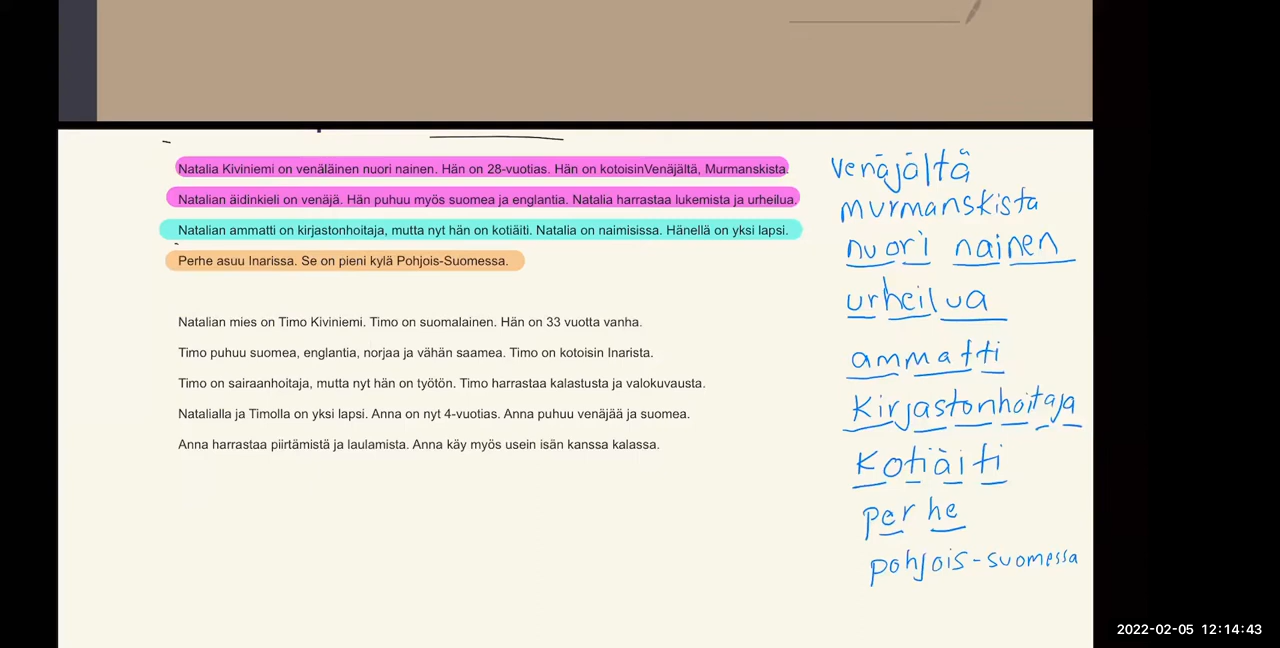 Natalia Kiviniemi on venäläinen nuori nainen. Hän on 28-vuotias. Hän on kotoisinVenäjältä, Murmanskista.
Natalian äidinkieli on venäjä. Hän puhuu myös suomea ja englantia. Natalia harrastaa lukemista ja urheilua.
Natalian ammatti on kirjastonhoitaja, mutta nyt hän on kotiäiti. Natalia on naimisissa. Hänellä on yksi lapsi.
Perhe asuu Inarissa. Se on pieni kylä Pohjois-Suomessa.
Natalian mies on Timo Kiviniemi. Timo on suomalainen. Hän on 33 vuotta vanha.
Timo puhuu suomea, englantia, norjaa ja vähän saamea. Timo on kotoisin Inarista.
Timo on sairaanhoitaja, mutta nyt hän on työtön. Timo harrastaa kalastusta ja valokuvausta.
Natalialla ja Timolla on yksi lapsi. Anna on nyt 4-vuotias. Anna puhuu venäjää ja suomea.
Anna harrastaa piirtämistä ja laulamista. Anna käy myös usein isän kanssa kalassa.
Venäjältä
murmanskista
nuori nainen
urheilua
ammatti
Kirjastonhoitaja
Kotiäiti
perhe
pohjois-suomessa
2022-02-05 12:14:43